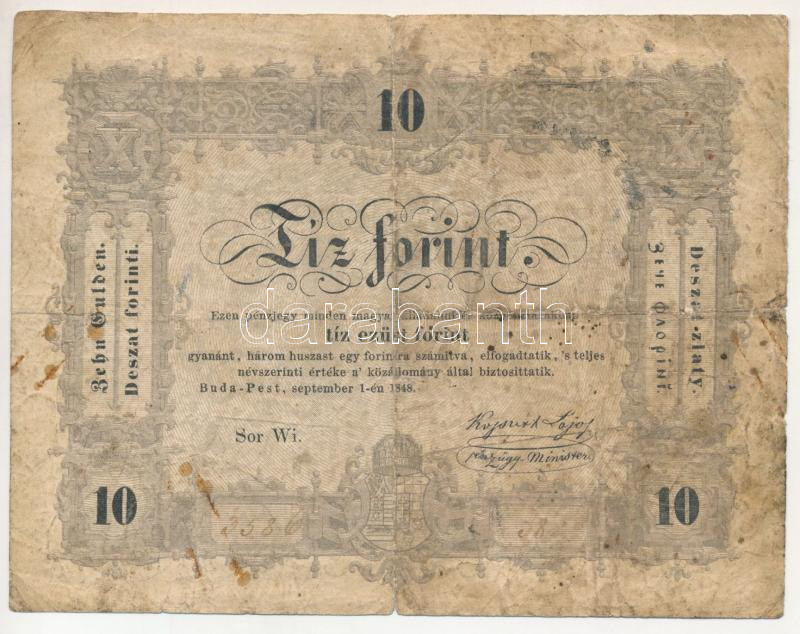 10
X
X
Tíz forint.
Zehn Gulden.
Deszat forinti.
Deszať zlaty.
Ezen pénzjegy minden magyar
tíz ezüst forint
gyanánt, három huszast egy forintra számítva, elfogadtatik, 's teljes
névszerinti értéke a' közállomány által biztosittatik.
Buda-Pest, september 1-én 1848.
Sor Wi.
Kossuth Lajos
pénzügy Minister
10
10
darabanth